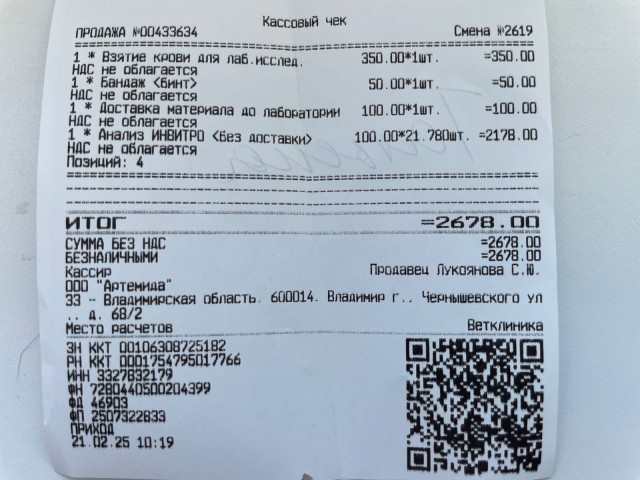 Кассовый чек
ПРОДАЖА №00433634 Смена №2619
1 * Взятие крови для лаб.исслед. 350.00*1шт. =350.00
НДС не облагается
1 * Бандаж <бинт> 50.00*1шт. =50.00
НДС не облагается
1 * Доставка материала до лаборатории 100.00*1шт. =100.00
НДС не облагается
1 * Анализ ИНВИТРО <без доставки> 100.00*21.780шт. =2178.00
НДС не облагается
Позиций: 4
ИТОГ =2678.00
СУММА БЕЗ НДС =2678.00
БЕЗНАЛИЧНЫМИ =2678.00
Кассир Продавец Лукоянова С.Ю.
ООО "Артемида"
33 - Владимирская область. 600014. Владимир г.. Чернышевского ул
.. д. 68/2
Место расчетов Ветклиника
ЗН ККТ 00106308725182
РН ККТ 0001754795017766
ИНН 3327832179
ФН 7280440500204399
ФД 46903
ФП 2507322833
ПРИХОД
21.02.25 10:19